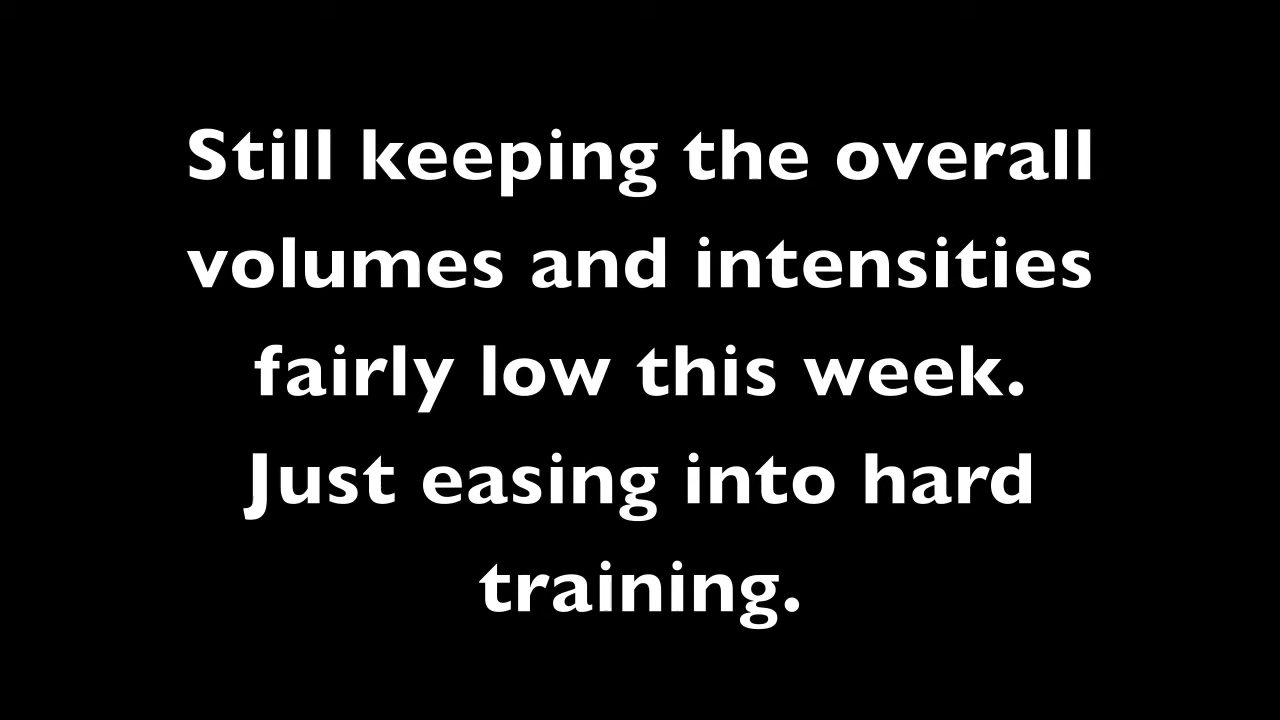 Still keeping the overall
volumes and intensities
fairly low this week.
Just easing into hard
training.